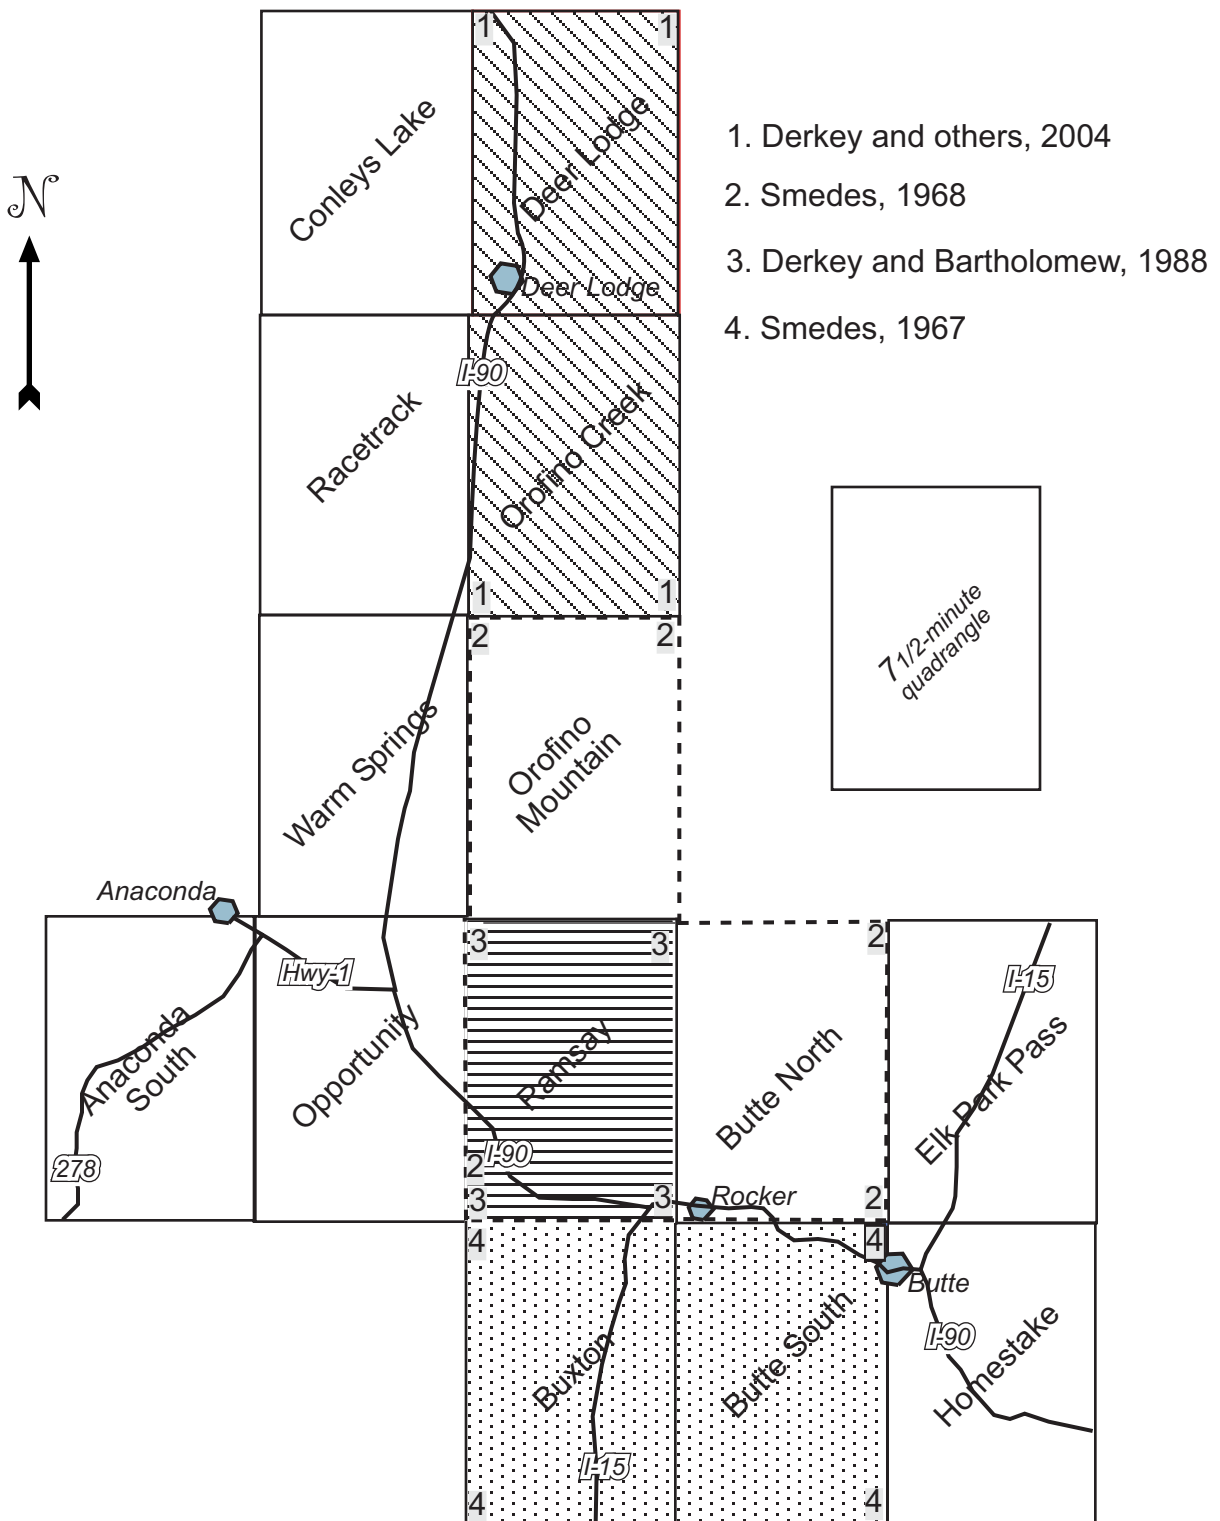 1
1
Conleys Lake
Deer Lodge
Deer Lodge
1. Derkey and others, 2004
2. Smedes, 1968
3. Derkey and Bartholomew, 1988
4. Smedes, 1967
N
I-90
Racetrack
Orofino Creek
1
1
2
2
7 1/2-minute
quadrangle
Warm Springs
Orofino
Mountain
Anaconda
3
3
2
Hwy-1
I-15
Anaconda
South
Opportunity
Ramsay
Butte North
Elk Park Pass
278
2
I-90
3
3
Rocker
2
4
4
Butte
Buxton
Butte South
I-90
Homestake
I-15
4
4